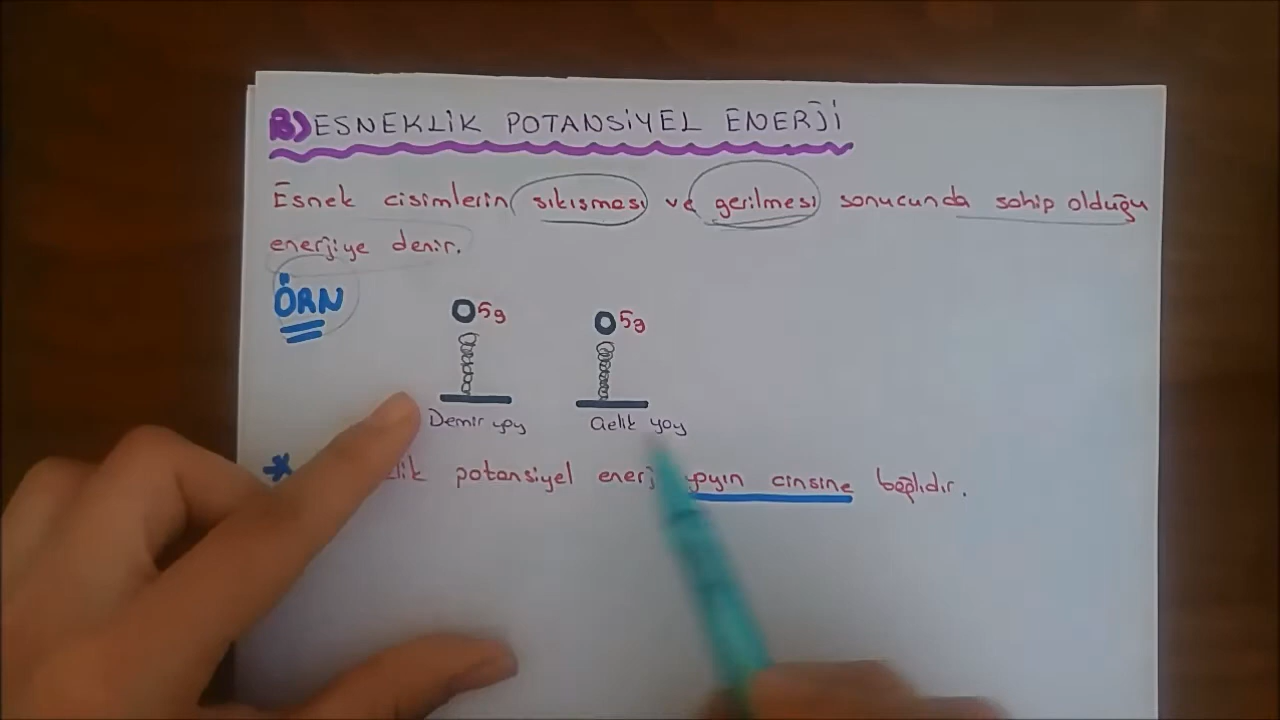 B) ESNEKLİK POTANSİYEL ENERJİ
Esnek cisimlerin sıkışması ve gerilmesi sonucunda sahip olduğu
enerjiye denir.
ÖRN
5g 5g
Demir yay Çelik yay
* potansiyel enerj yayın cinsine bağlıdır.